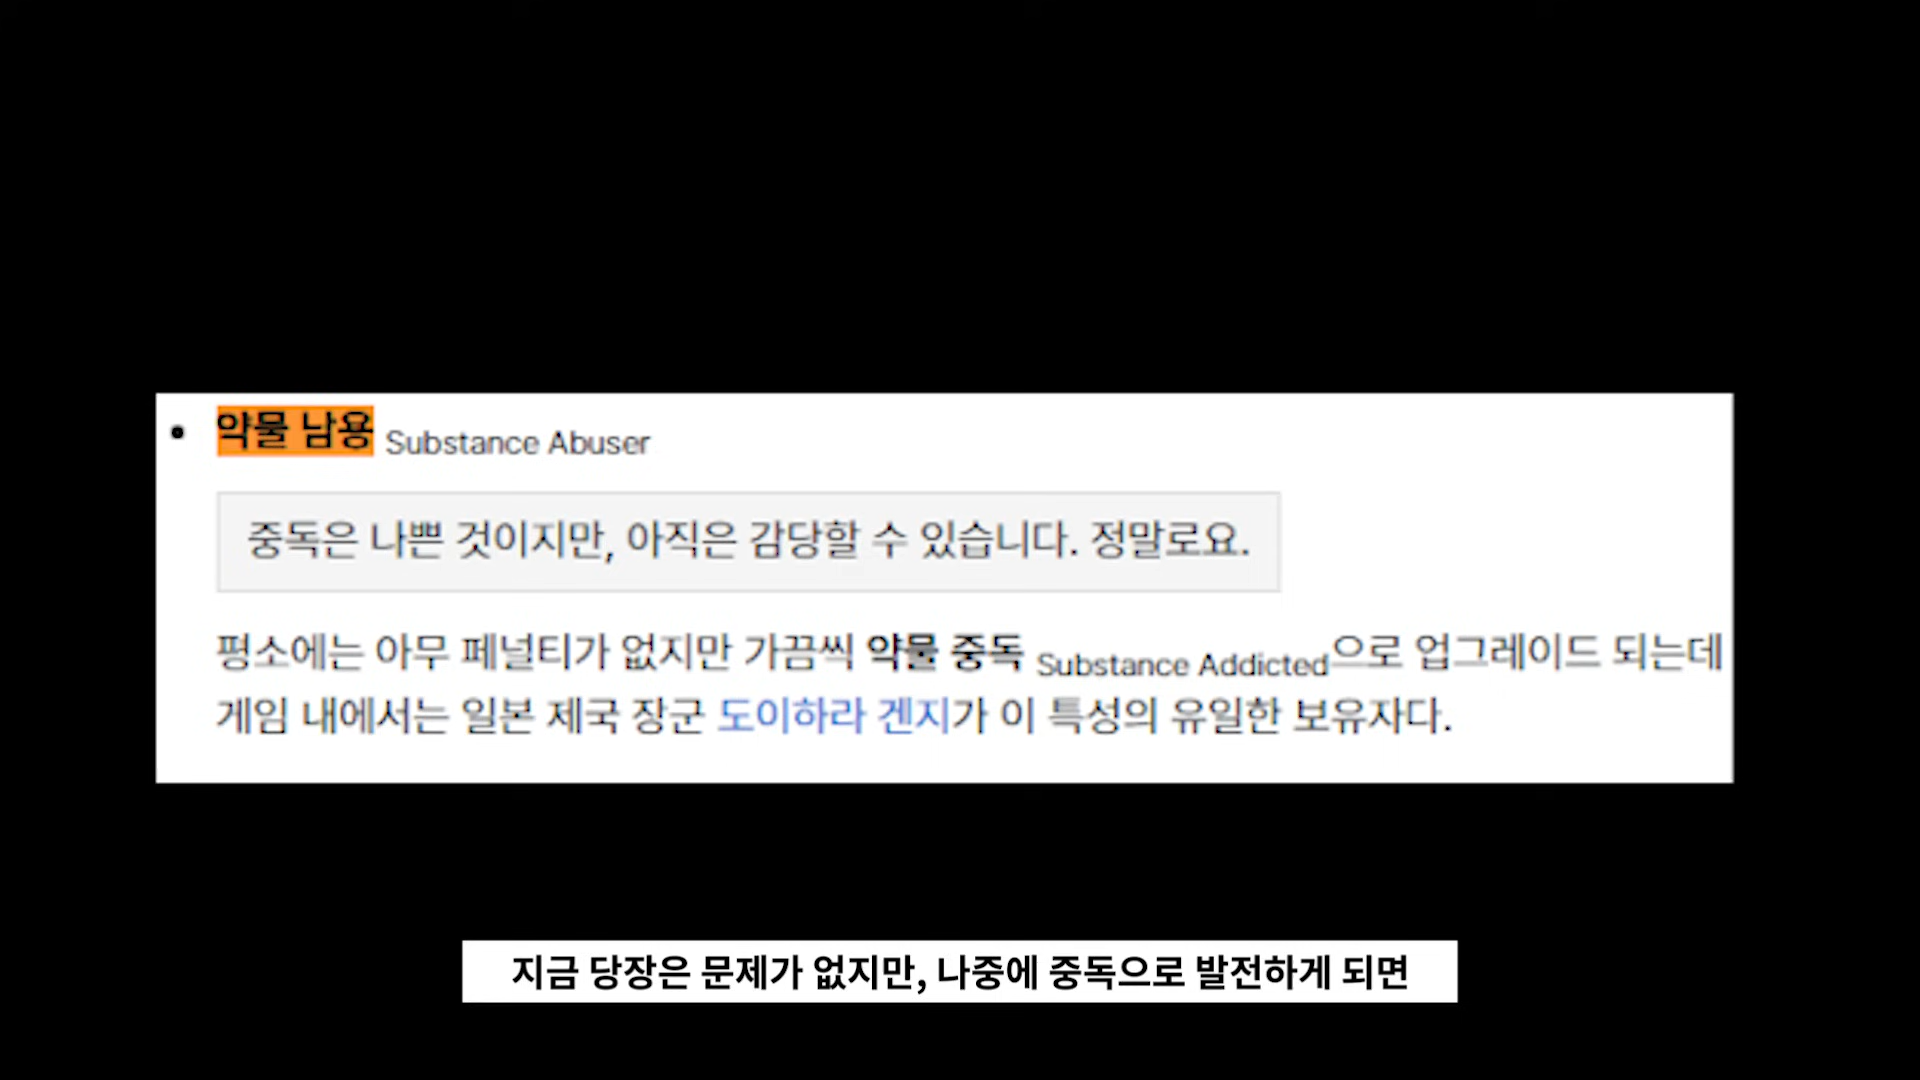 • 약물 남용 Substance Abuser
중독은 나쁜 것이지만, 아직은 감당할 수 있습니다. 정말로요.
평소에는 아무 페널티가 없지만 가끔씩 약물 중독 Substance Addicted으로 업그레이드 되는데
게임 내에서는 일본 제국 장군 도이하라 겐지가 이 특성의 유일한 보유자다.
지금 당장은 문제가 없지만, 나중에 중독으로 발전하게 되면